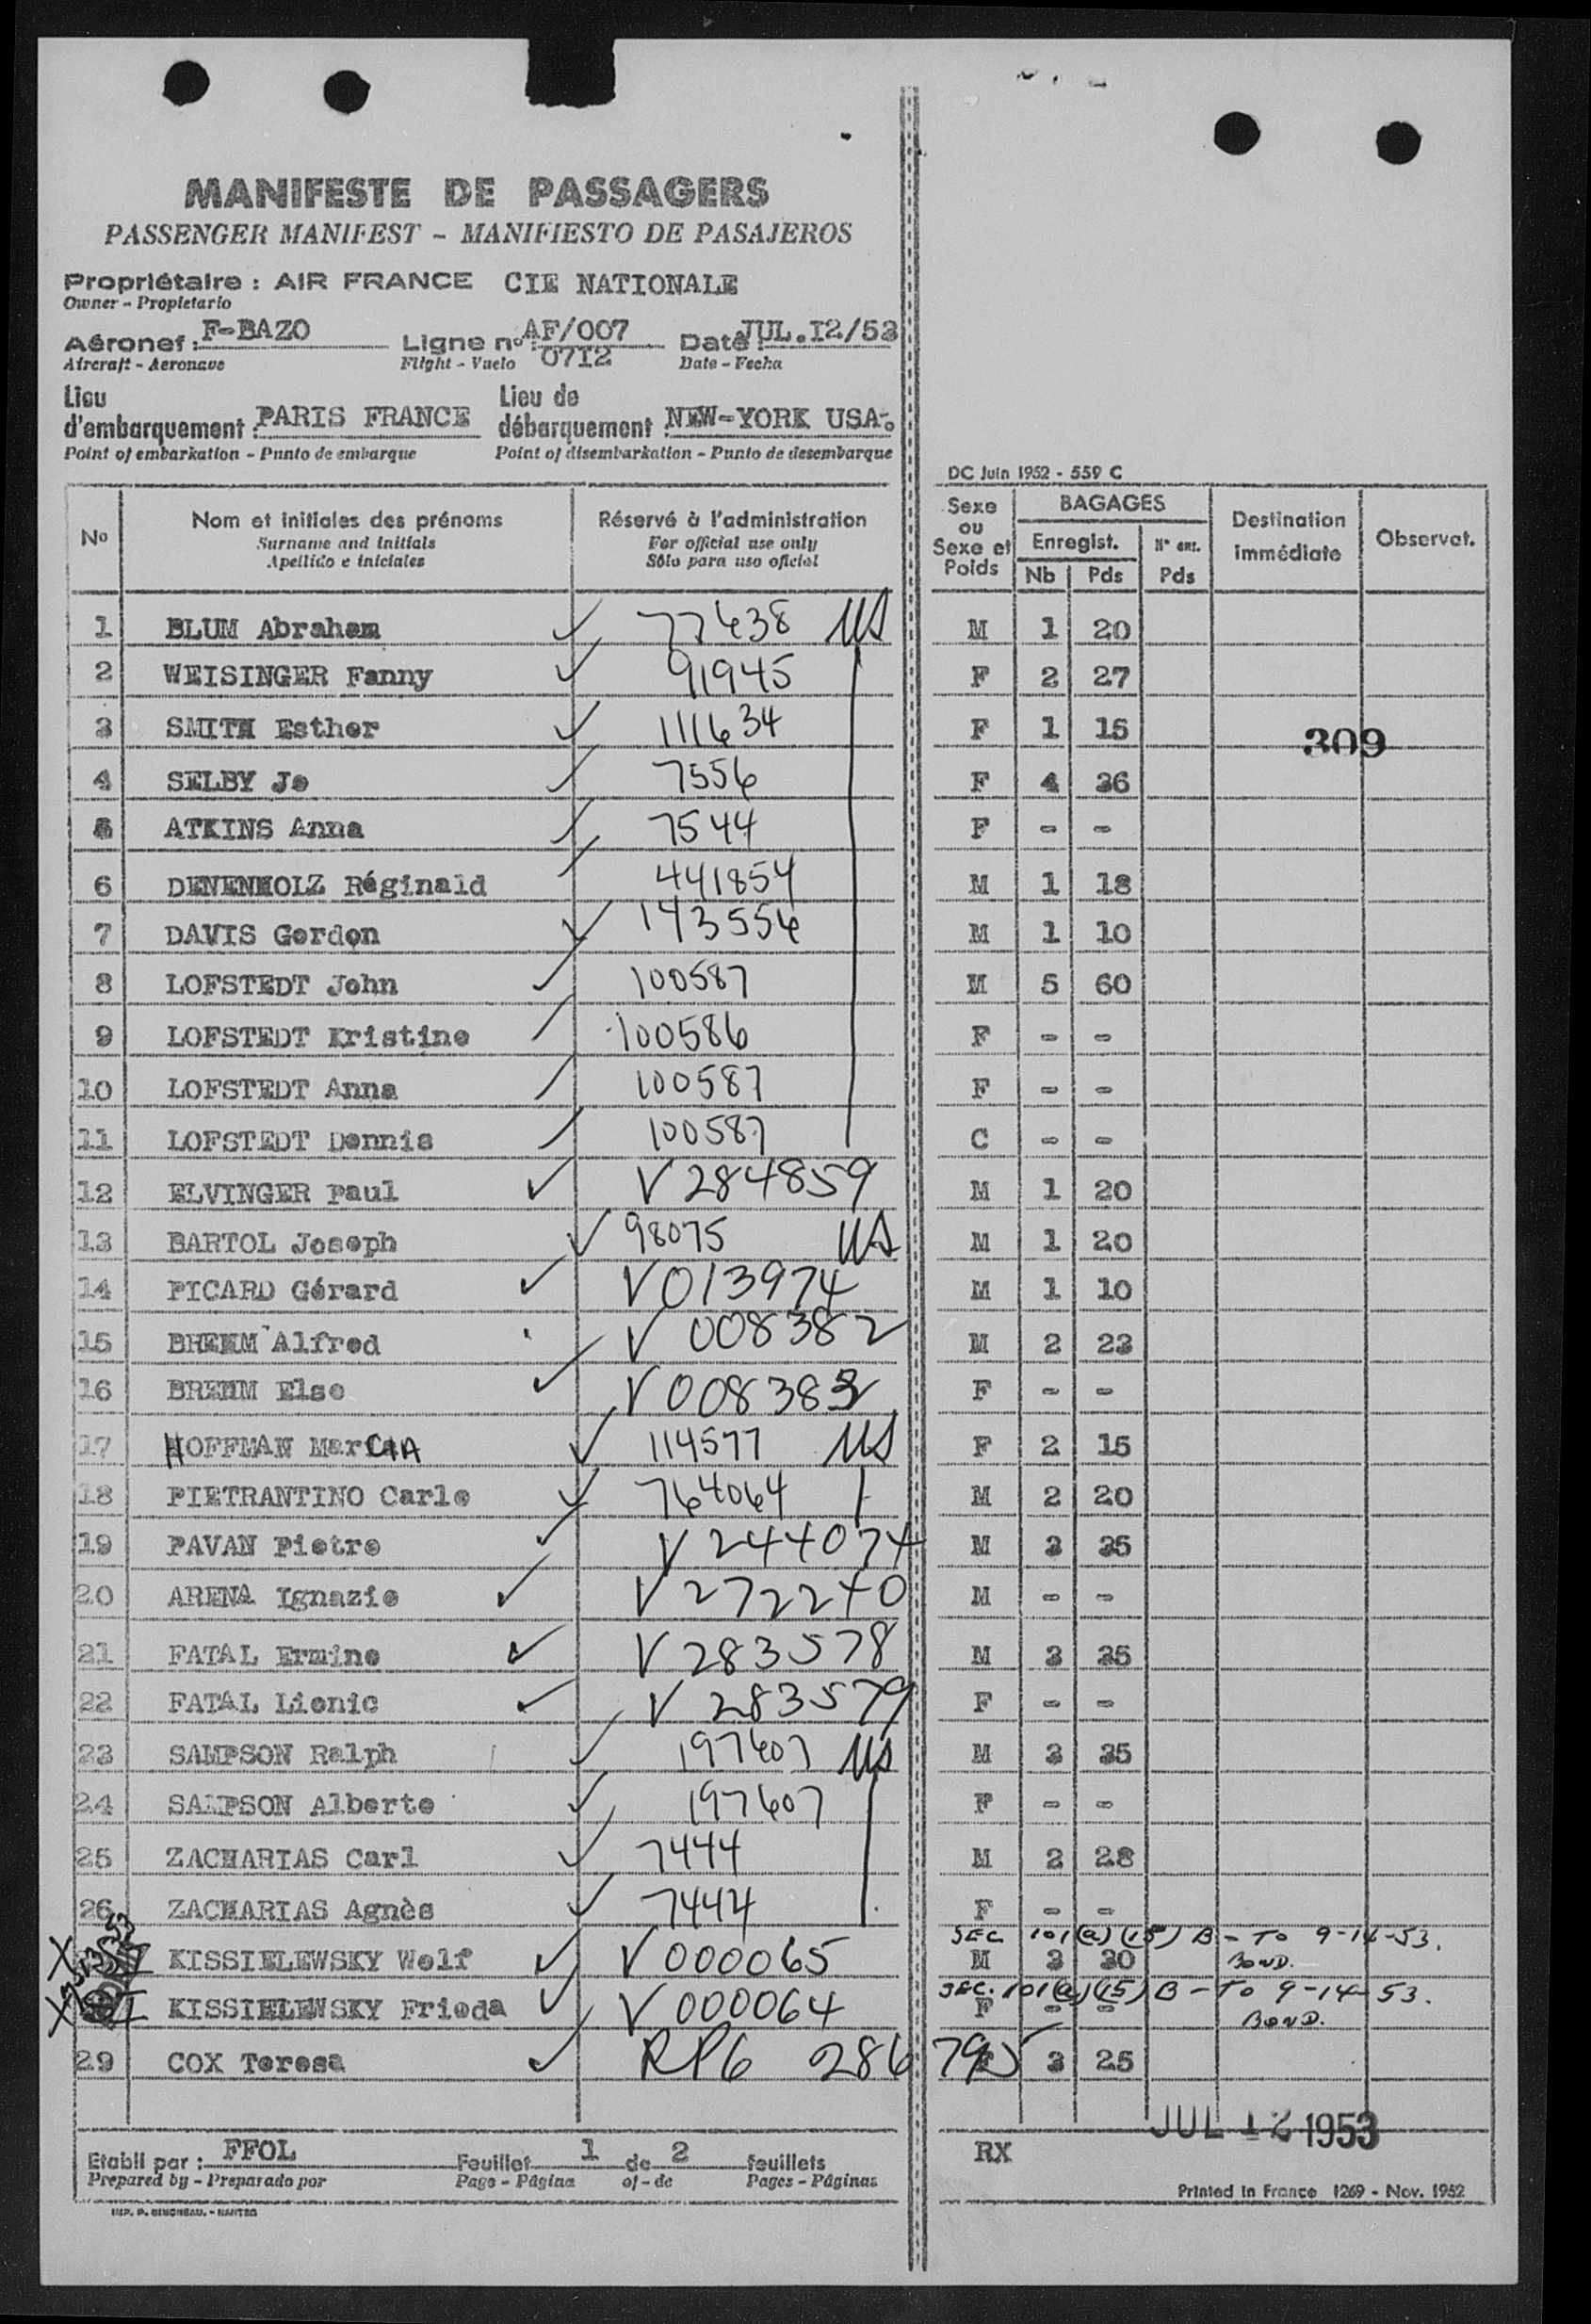 MANIFESTE DE PASSAGERS
PASSENGER MANIFEST - MANIFIESTO DE PASAJEROS
Propriétaire : AIR FRANCE CIE NATIONALE
Owner - Propietario
Aéronef : F-BAZO Ligne no AF/007 0712 Date : JUL.12/53
Aircraft - Aeronave Flight - Vuelo Date - Fecha
Lieu d'embarquement : PARIS FRANCE Lieu de débarquement : NEW-YORK USA.
Point of embarkation - Punto de embarque Point of disembarkation - Punto de desembarque
DC Juin 1952 - 559 C
No Nom et initiales des prénoms Réservé à l'administration Sexe ou Sexe et Poids BAGAGES Destination immédiate Observat.
Surname and initials For official use only Enregist. N° enr.
Apellido e iniciales Sólo para uso oficial Nb Pds Pds
1 BLUM Abraham 77638 US M 1 20
2 WEISINGER Fanny 91945 F 2 27
3 SMITH Esther 111634 F 1 15
309
4 SELBY Jo 7556 F 4 36
5 ATKINS Anna 7544 F - -
6 DENENHOLZ Réginald 441854 M 1 18
7 DAVIS Gordon 143556 M 1 10
8 LOFSTEDT John 100587 M 5 60
9 LOFSTEDT Kristine 100586 F - -
10 LOFSTEDT Anna 100587 F - -
11 LOFSTEDT Dennis 100587 C - -
12 ELVINGER Paul V 284859 M 1 20
13 BARTOL Joseph 98075 US M 1 20
14 PICARD Gérard V 013974 M 1 10
15 BREHM Alfred V 008382 M 2 23
16 BREHM Else V 008383 F - -
17 HOFFMAN MarCIA 114577 US F 2 15
18 PIETRANTINO Carlo 764064 M 2 20
19 PAVAN Pietro V 244074 M 3 35
20 ARENA Ignazio V 272240 M - -
21 FATAL Ermine V 283578 M 3 35
22 FATAL Lionic V 283579 F - -
23 SAMPSON Ralph 197607 US M 3 35
24 SAMPSON Alberte 197607 F - -
25 ZACHARIAS Carl 7444 M 2 28
26 ZACHARIAS Agnès 7444 F - -
SEC 101(a)(15) B - To 9-14-53.
X KISSIELEWSKY Wolf V 000065 M 3 30 BOND.
SEC. 101(a)(15) B - To 9-14-53.
X KISSIELEWSKY Frieda V 000064 F - - BOND.
29 COX Teresa RP6 286 795 3 25
JUL 12 1953
Etabli par : FFOL Feuillet 1 de 2 feuillets RX
Prepared by - Preparado por Page - Página of - de Pages - Páginas
Printed in France 1269 - Nov. 1952